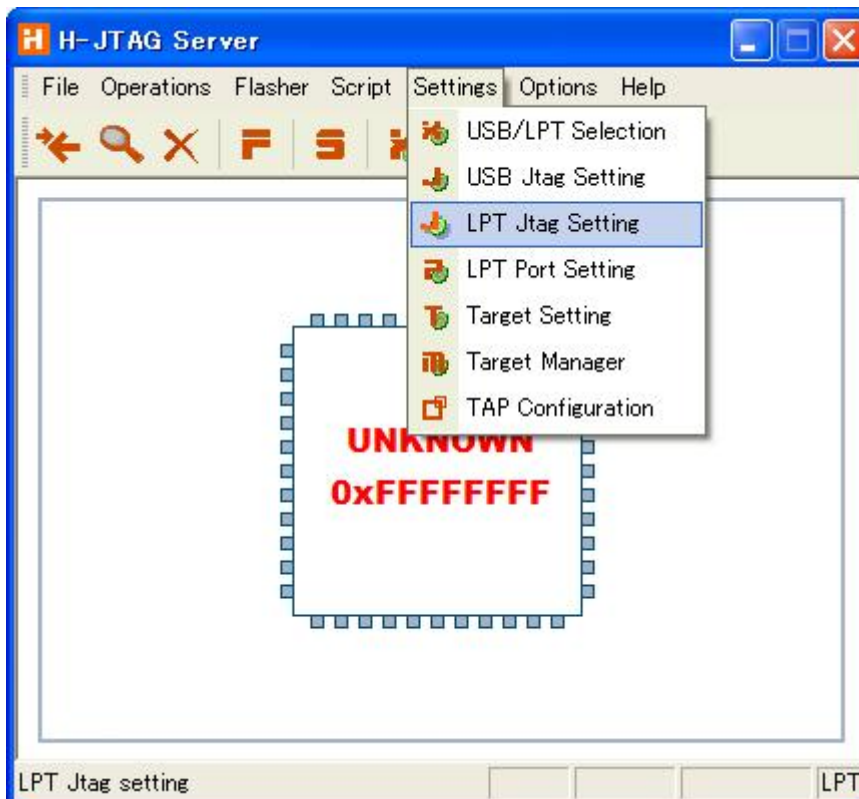 H-JTAG Server
File Operations Flasher Script Settings Options Help
USB/LPT Selection
USB Jtag Setting
LPT Jtag Setting
LPT Port Setting
Target Setting
Target Manager
TAP Configuration
UNKNOWN
0xFFFFFFFF
LPT Jtag setting LPT